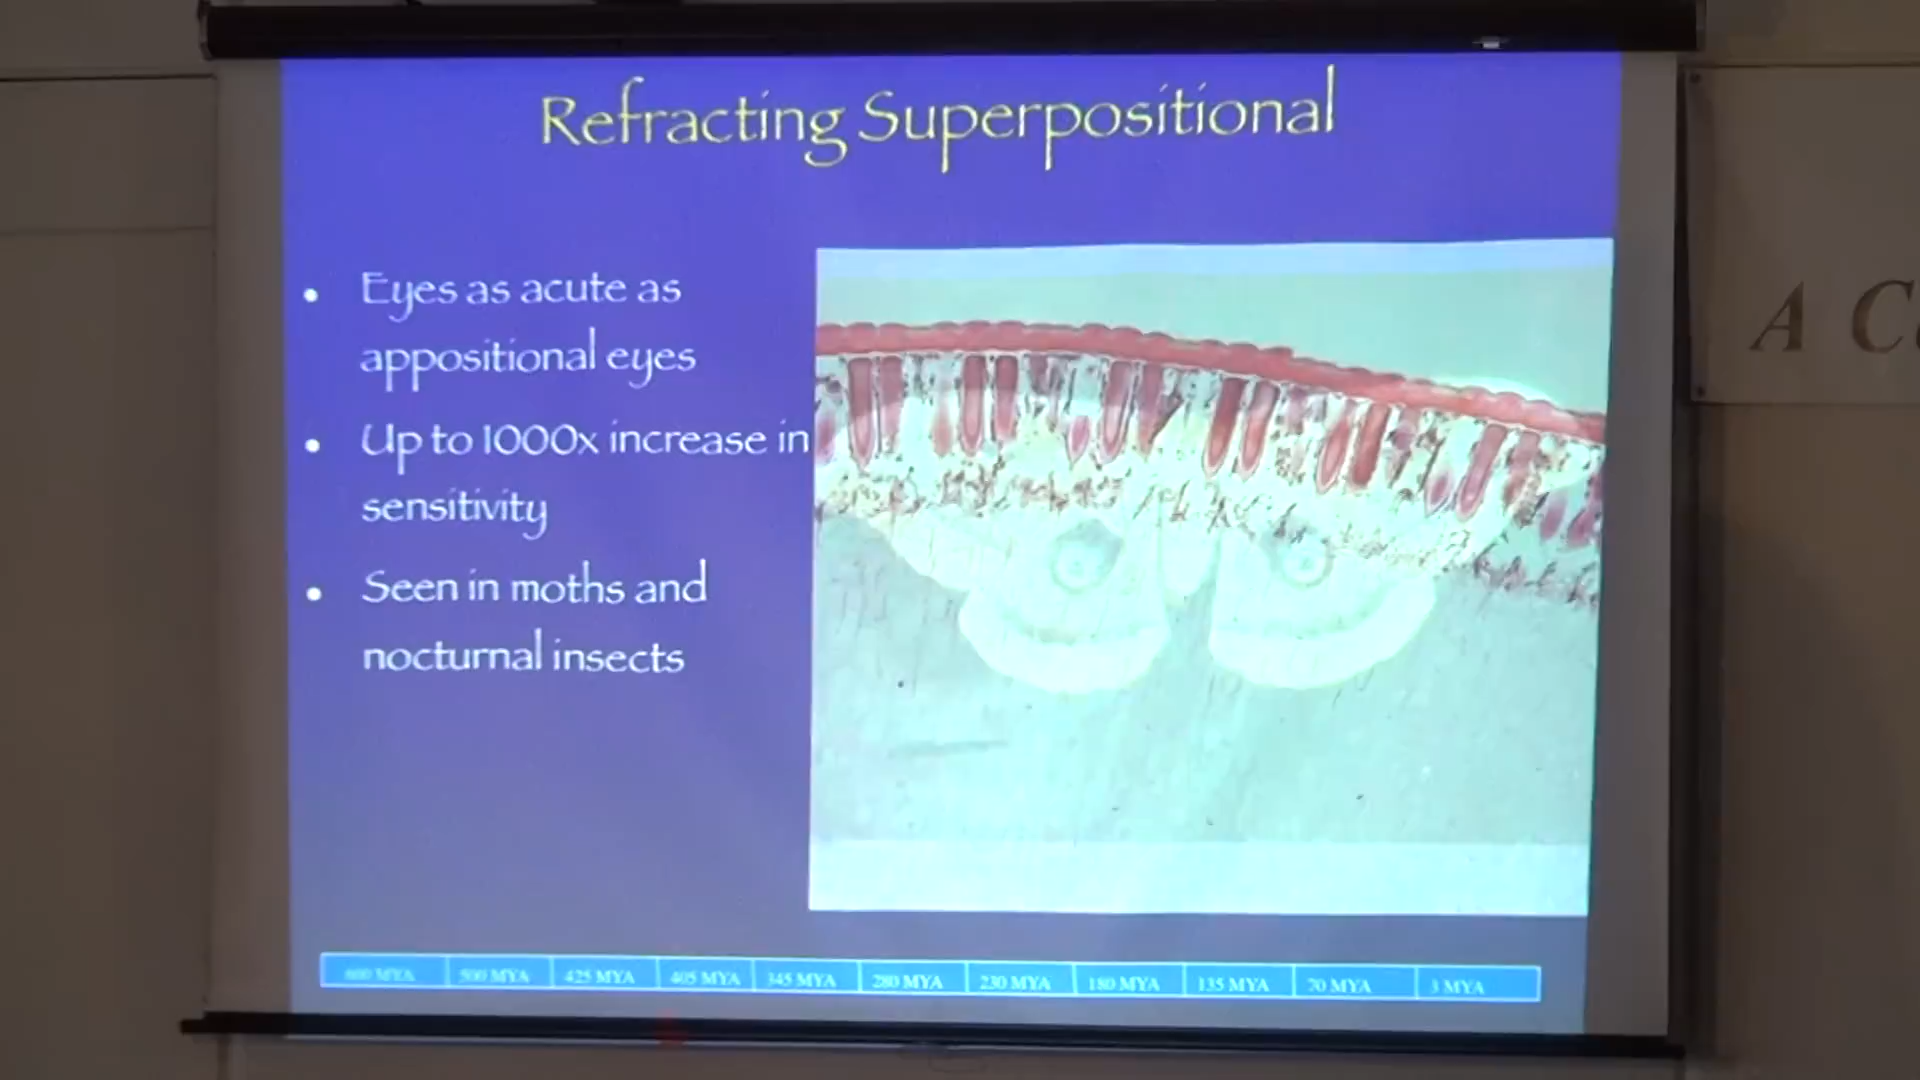 Refracting Superpositional
• Eyes as acute as
appositional eyes
• Up to 1000x increase in
sensitivity
• Seen in moths and
nocturnal insects
A C
600 MYA 500 MYA 425 MYA 405 MYA 345 MYA 280 MYA 230 MYA 180 MYA 135 MYA 70 MYA 3 MYA